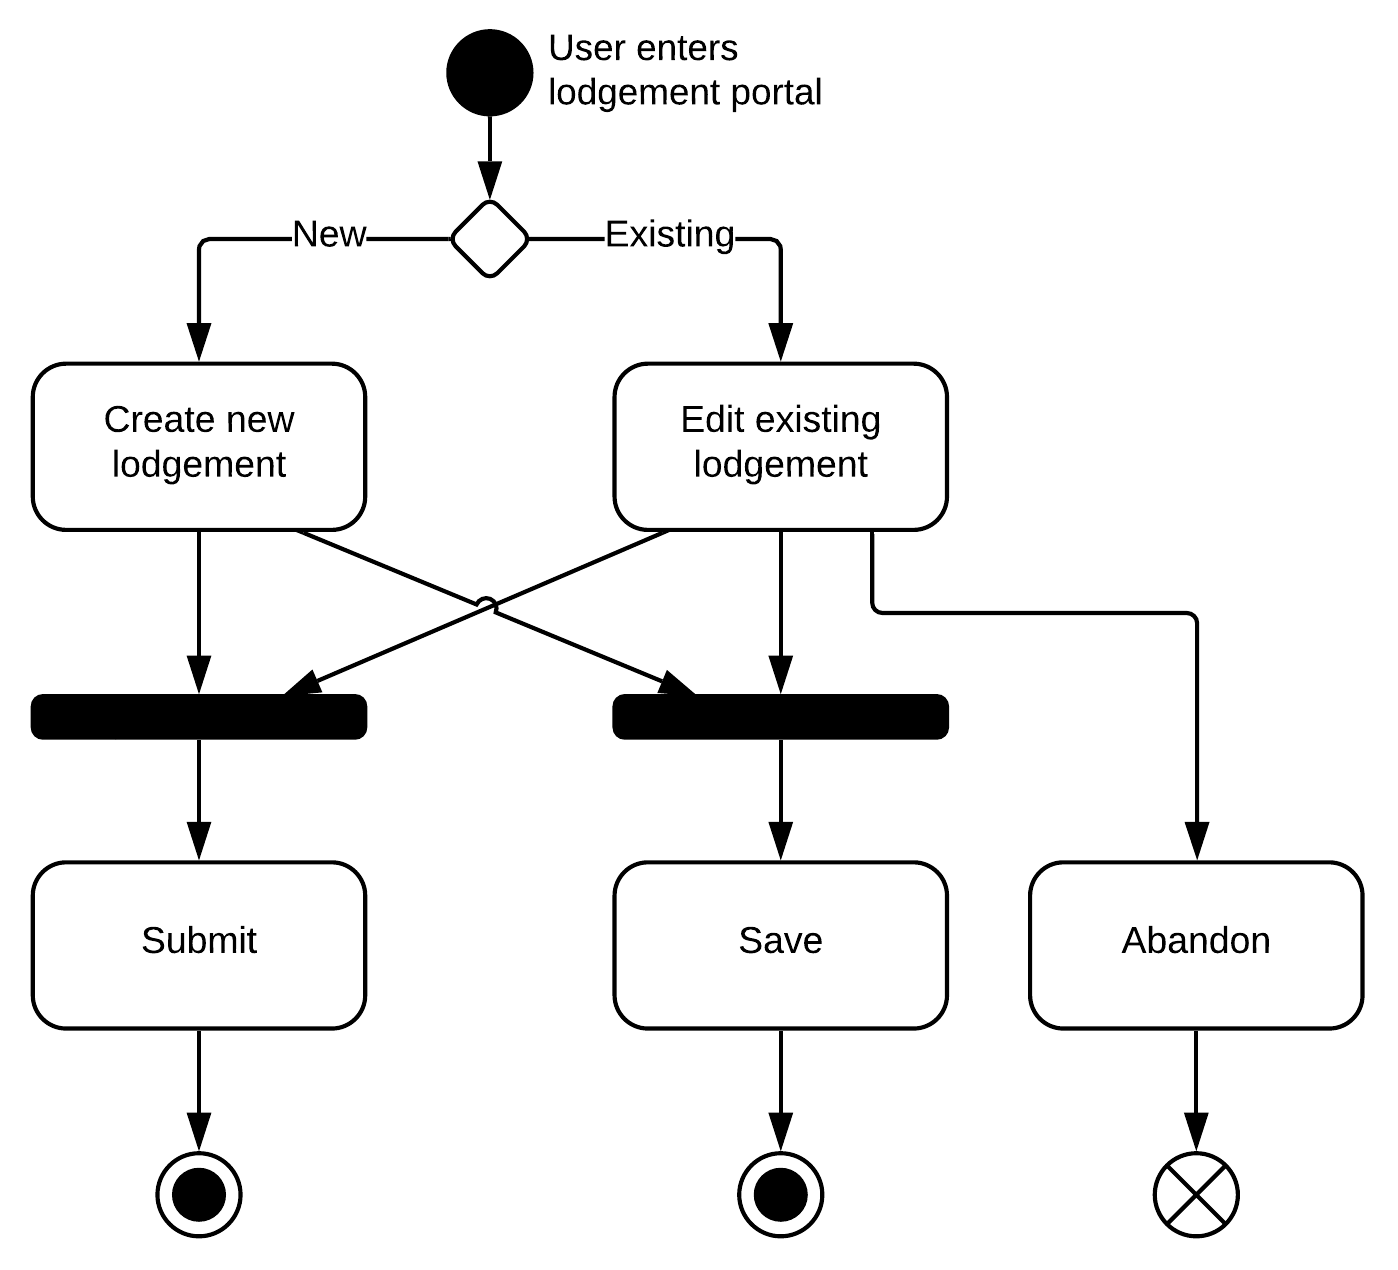 User enters
lodgement portal
New
Existing
Create new
lodgement
Edit existing
lodgement
Submit
Save
Abandon